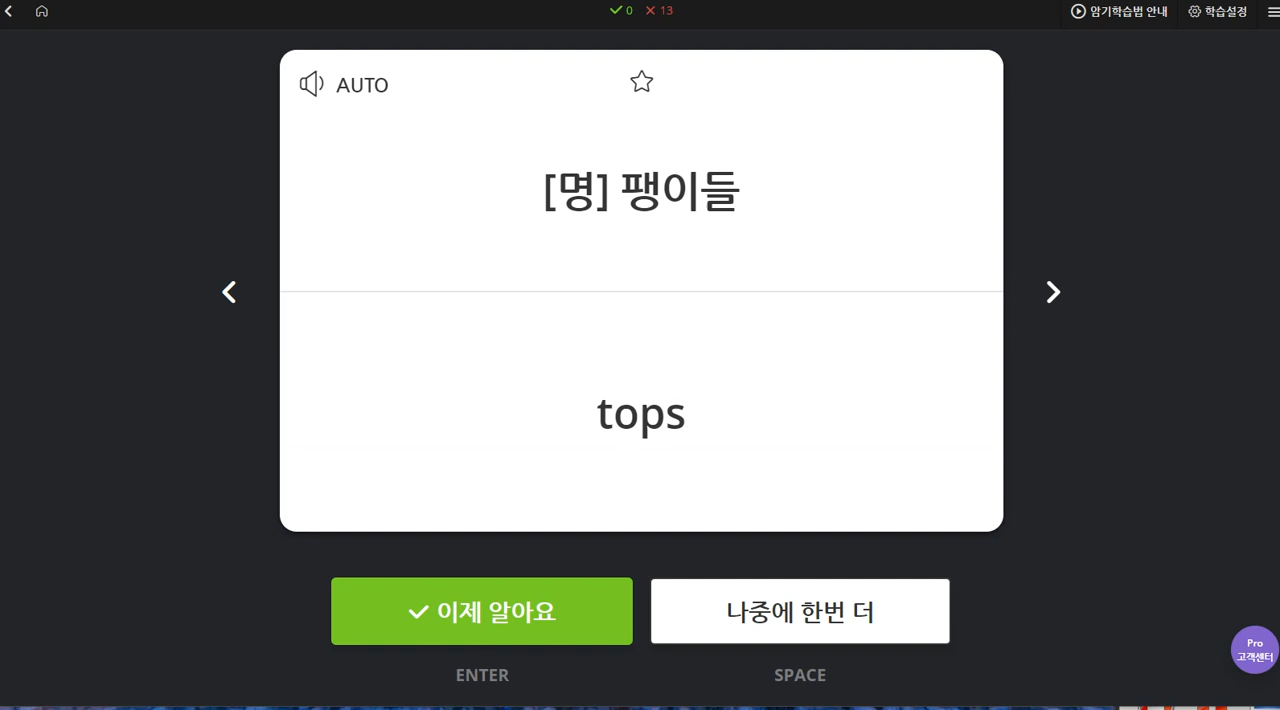 0 13 암기학습법 안내 학습설정
AUTO
[명] 팽이들
tops
이제 알아요 나중에 한번 더
ENTER SPACE
Pro
고객센터